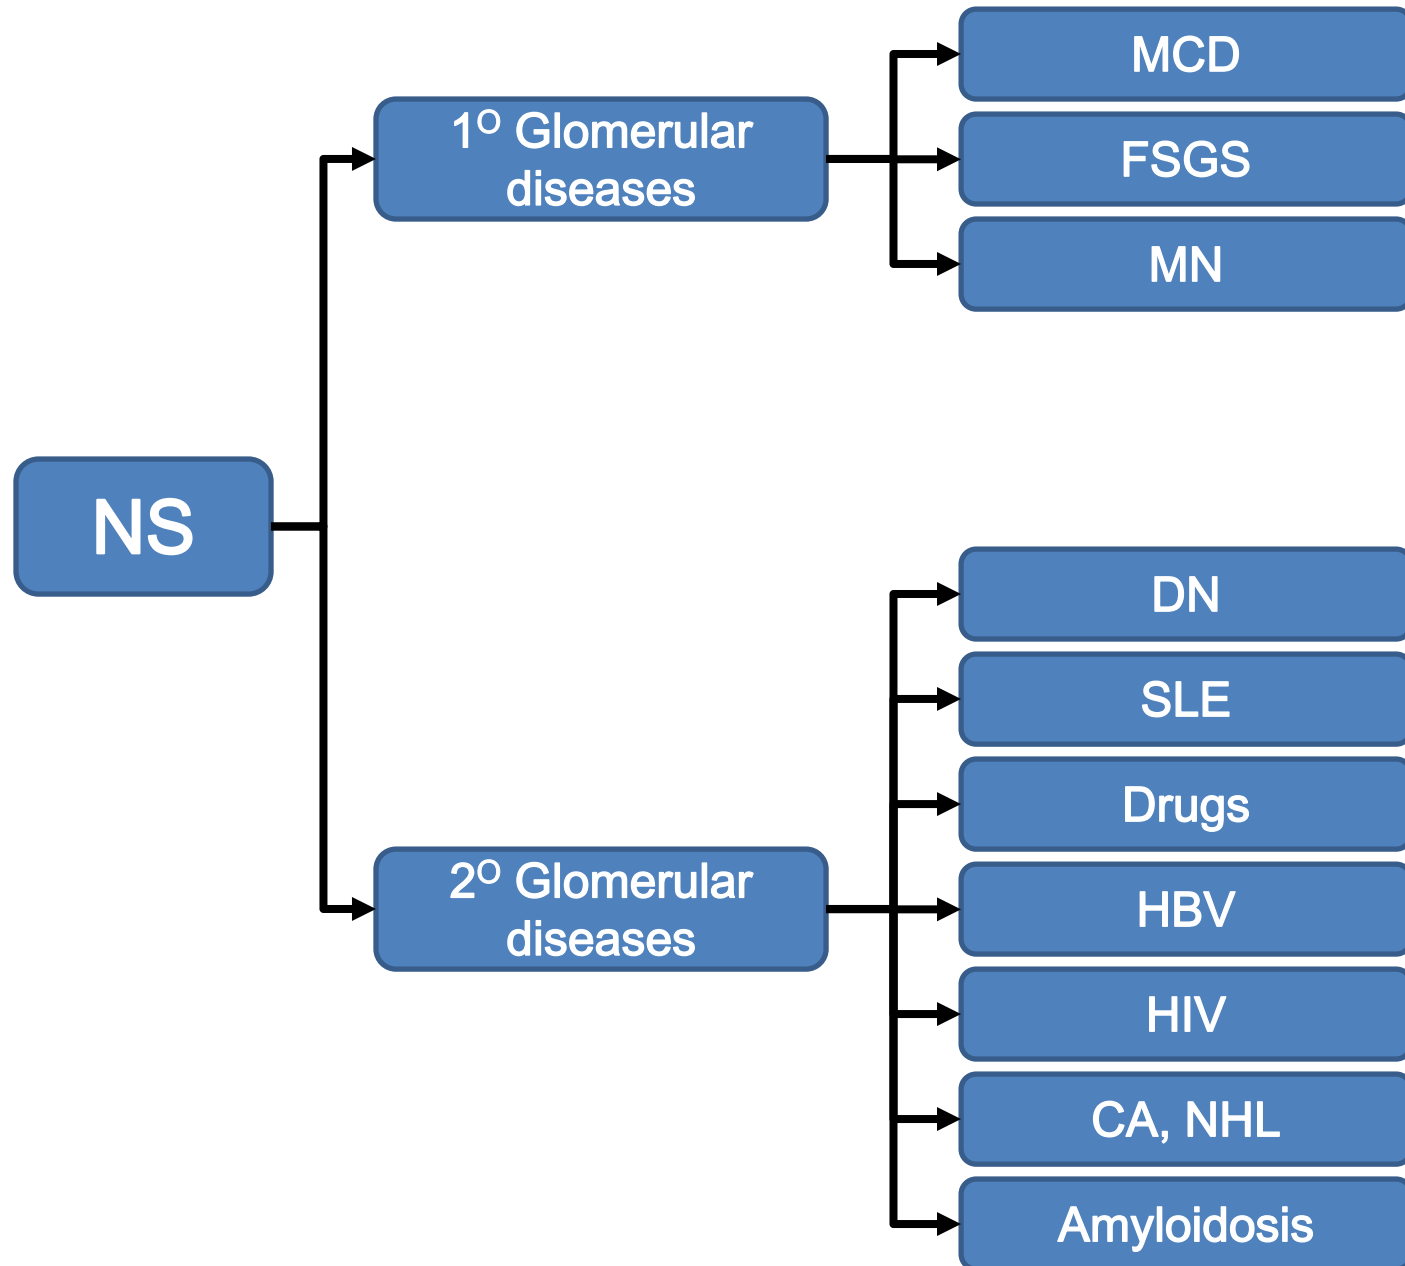 NS
1º Glomerular
diseases
MCD
FSGS
MN
2º Glomerular
diseases
DN
SLE
Drugs
HBV
HIV
CA, NHL
Amyloidosis